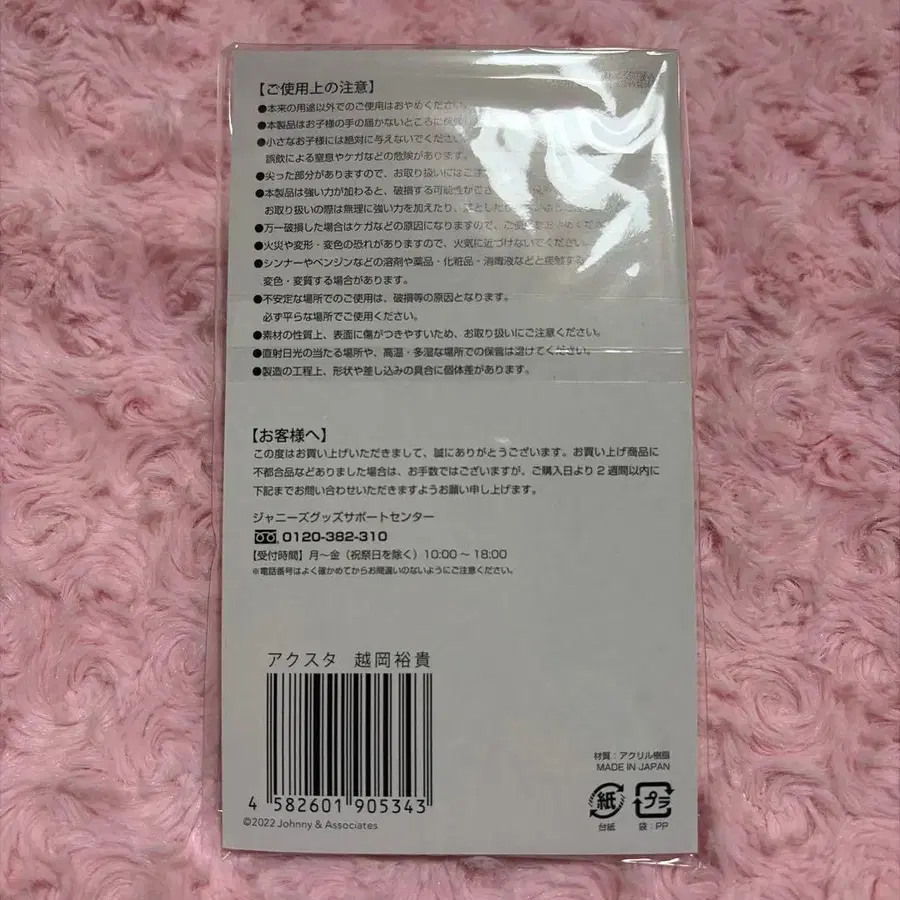 【ご使用上の注意】
●本来の用途以外でのご使用はおやめください。
●本製品はお子様の手の届かないところに保管し
●小さなお子様には絶対に与えないでください
誤飲による窒息やケガなどの危険があります。
●尖った部分がありますので、お取り扱いにはご注
●本製品は強い力が加わると、破損する可能性がござ
お取り扱いの際は無理に強い力を加えたり、落としたり
●万一破損した場合はケガなどの原因になりますので、ご使用をおやめくださ
●火災や変形・変色の恐れがありますので、火気に近づけないでください。
●シンナーやベンジンなどの溶剤や薬品・化粧品・消毒液などと接触する
変色・変質する場合があります。
●不安定な場所でのご使用は、破損等の原因となります。
必ず平らな場所でご使用ください。
●素材の性質上、表面に傷がつきやすいため、お取り扱いにご注意ください。
●直射日光の当たる場所や、高温・多湿な場所での保管は避けてください。
●製造の工程上、形状や差し込みの具合に個体差があります。
【お客様へ】
この度はお買い上げいただきまして、誠にありがとうございます。お買い上げ商品に
不都合品などありました場合は、お手数ではございますが、ご購入日より2週間以内に
下記までお問い合わせいただきますようお願い申し上げます。
ジャニーズグッズサポートセンター
0120-382-310
【受付時間】月～金（祝祭日を除く）10:00～18:00
※電話番号はよく確かめてからお間違いのないようにご注意ください。
アクスタ 越岡裕貴
4 582601 905343
©2022 Johnny & Associates
材質：アクリル樹脂
MADE IN JAPAN
紙 プラ
台紙 袋：PP